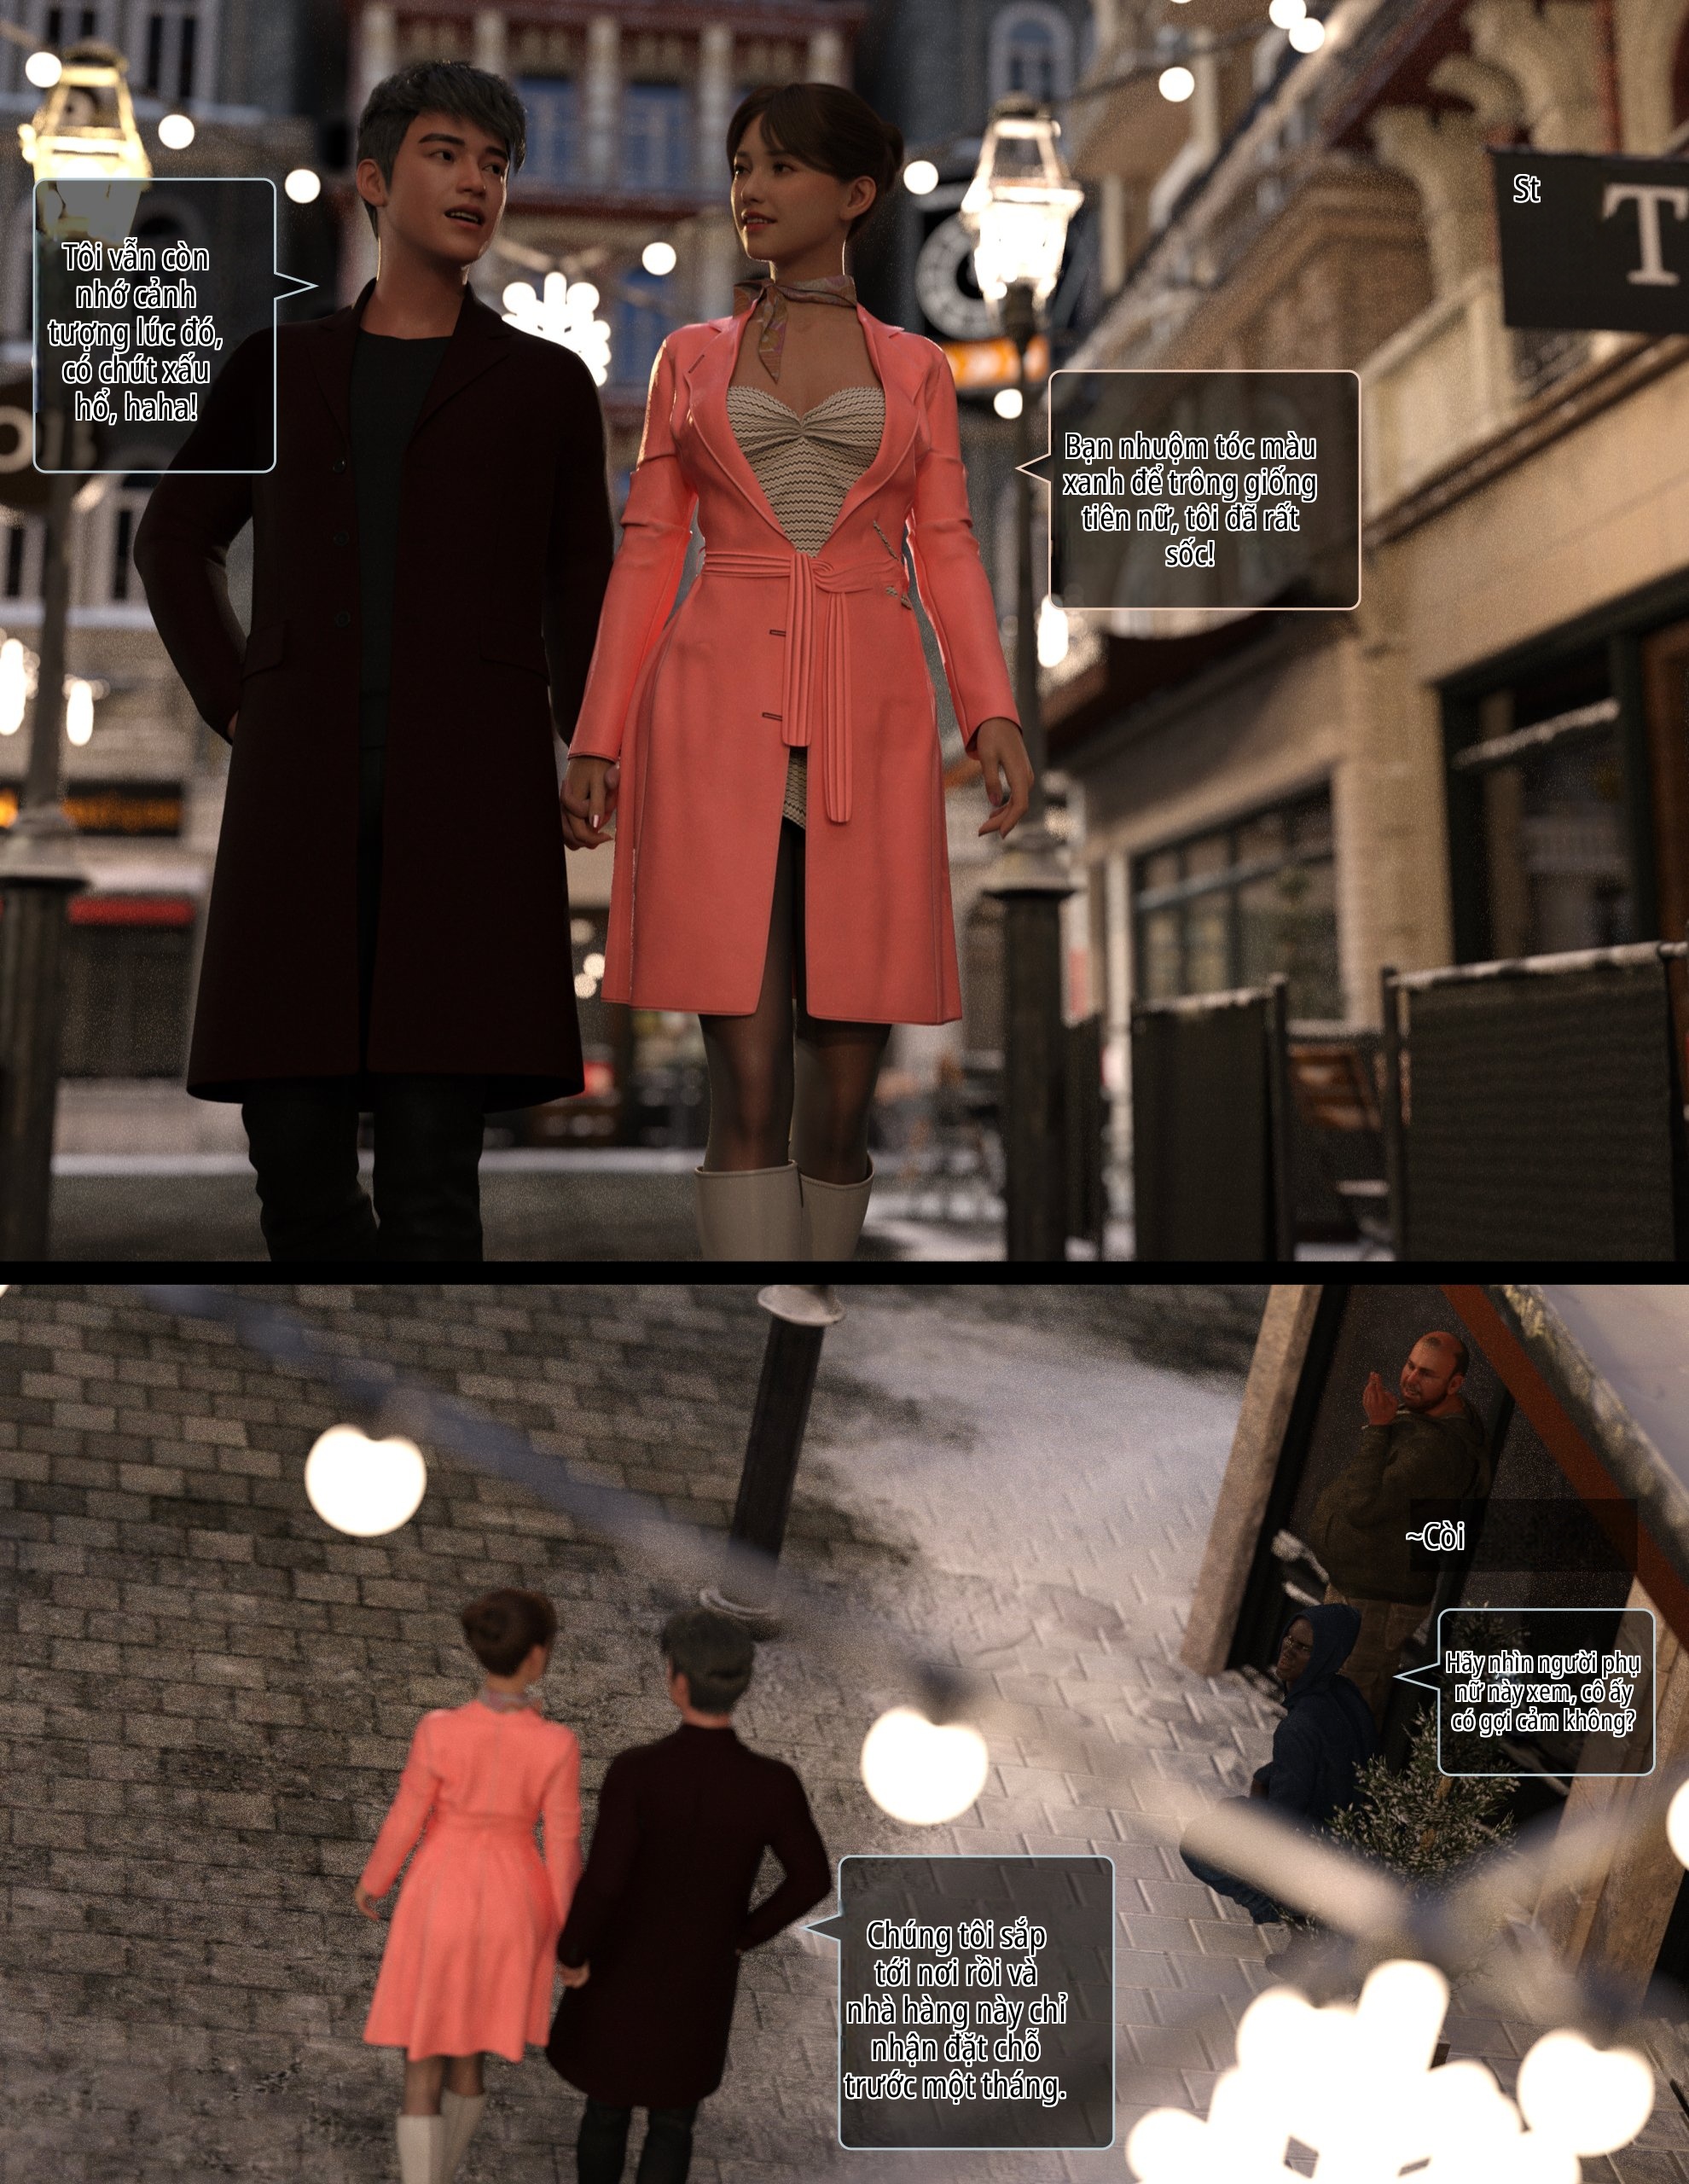 St
T
Tôi vẫn còn
nhớ cảnh
tượng lúc đó,
có chút xấu
hổ, haha!
Bạn nhuộm tóc màu
xanh để trông giống
tiên nữ, tôi đã rất
sốc!
~Còi
Hãy nhìn người phụ
nữ này xem, cô ấy
có gợi cảm không?
Chúng tôi sắp
tới nơi rồi và
nhà hàng này chỉ
nhận đặt chỗ
trước một tháng.